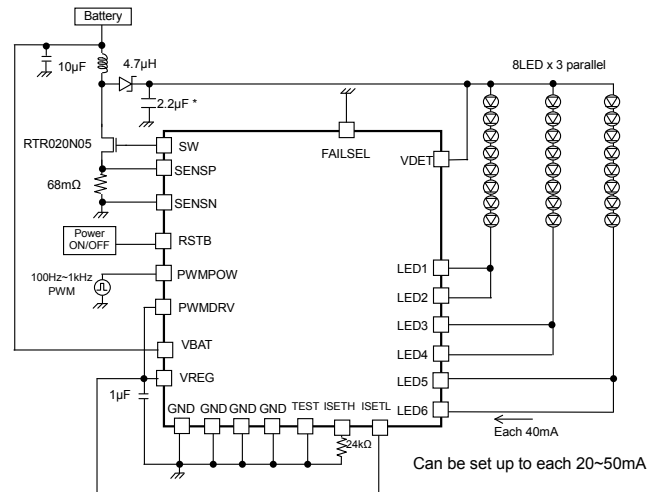 Battery
10µF
4.7µH
2.2µF *
8LED x 3 parallel
RTR020N05
68mΩ
Power
ON/OFF
100Hz~1kHz
PWM
1µF
SW
SENSP
SENSN
RSTB
PWMPOW
PWMDRV
VBAT
VREG
FAILSEL
VDET
LED1
LED2
LED3
LED4
LED5
LED6
GND
GND
GND
GND
TEST
ISETH
ISETL
24kΩ
Each 40mA
Can be set up to each 20~50mA